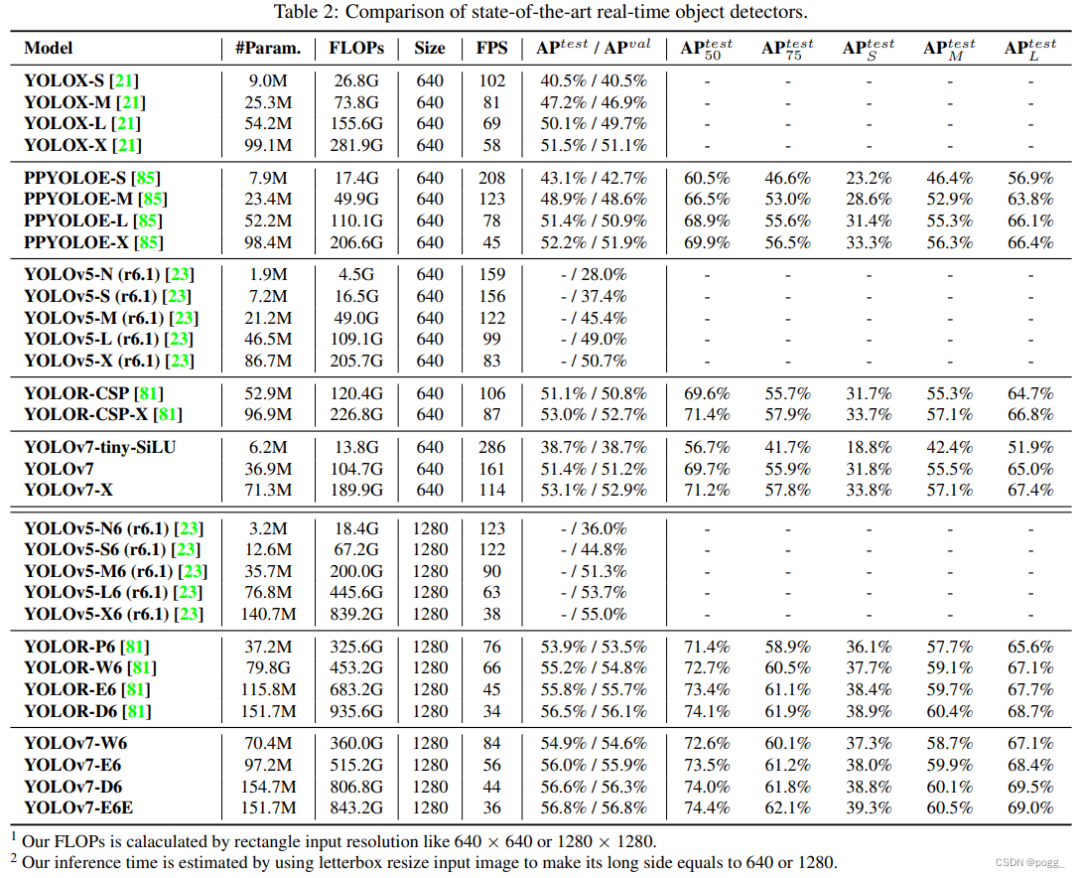 Table 2: Comparison of state-of-the-art real-time object detectors.
Model #Param. FLOPs Size FPS AP^test / AP^val AP^test_50 AP^test_75 AP^test_S AP^test_M AP^test_L
YOLOX-S [21] 9.0M 26.8G 640 102 40.5% / 40.5% - - - - -
YOLOX-M [21] 25.3M 73.8G 640 81 47.2% / 46.9% - - - - -
YOLOX-L [21] 54.2M 155.6G 640 69 50.1% / 49.7% - - - - -
YOLOX-X [21] 99.1M 281.9G 640 58 51.5% / 51.1% - - - - -
PPYOLOE-S [85] 7.9M 17.4G 640 208 43.1% / 42.7% 60.5% 46.6% 23.2% 46.4% 56.9%
PPYOLOE-M [85] 23.4M 49.9G 640 123 48.9% / 48.6% 66.5% 53.0% 28.6% 52.9% 63.8%
PPYOLOE-L [85] 52.2M 110.1G 640 78 51.4% / 50.9% 68.9% 55.6% 31.4% 55.3% 66.1%
PPYOLOE-X [85] 98.4M 206.6G 640 45 52.2% / 51.9% 69.9% 56.5% 33.3% 56.3% 66.4%
YOLOv5-N (r6.1) [23] 1.9M 4.5G 640 159 - / 28.0% - - - - -
YOLOv5-S (r6.1) [23] 7.2M 16.5G 640 156 - / 37.4% - - - - -
YOLOv5-M (r6.1) [23] 21.2M 49.0G 640 122 - / 45.4% - - - - -
YOLOv5-L (r6.1) [23] 46.5M 109.1G 640 99 - / 49.0% - - - - -
YOLOv5-X (r6.1) [23] 86.7M 205.7G 640 83 - / 50.7% - - - - -
YOLOR-CSP [81] 52.9M 120.4G 640 106 51.1% / 50.8% 69.6% 55.7% 31.7% 55.3% 64.7%
YOLOR-CSP-X [81] 96.9M 226.8G 640 87 53.0% / 52.7% 71.4% 57.9% 33.7% 57.1% 66.8%
YOLOv7-tiny-SiLU 6.2M 13.8G 640 286 38.7% / 38.7% 56.7% 41.7% 18.8% 42.4% 51.9%
YOLOv7 36.9M 104.7G 640 161 51.4% / 51.2% 69.7% 55.9% 31.8% 55.5% 65.0%
YOLOv7-X 71.3M 189.9G 640 114 53.1% / 52.9% 71.2% 57.8% 33.8% 57.1% 67.4%
YOLOv5-N6 (r6.1) [23] 3.2M 18.4G 1280 123 - / 36.0% - - - - -
YOLOv5-S6 (r6.1) [23] 12.6M 67.2G 1280 122 - / 44.8% - - - - -
YOLOv5-M6 (r6.1) [23] 35.7M 200.0G 1280 90 - / 51.3% - - - - -
YOLOv5-L6 (r6.1) [23] 76.8M 445.6G 1280 63 - / 53.7% - - - - -
YOLOv5-X6 (r6.1) [23] 140.7M 839.2G 1280 38 - / 55.0% - - - - -
YOLOR-P6 [81] 37.2M 325.6G 1280 76 53.9% / 53.5% 71.4% 58.9% 36.1% 57.7% 65.6%
YOLOR-W6 [81] 79.8G 453.2G 1280 66 55.2% / 54.8% 72.7% 60.5% 37.7% 59.1% 67.1%
YOLOR-E6 [81] 115.8M 683.2G 1280 45 55.8% / 55.7% 73.4% 61.1% 38.4% 59.7% 67.7%
YOLOR-D6 [81] 151.7M 935.6G 1280 34 56.5% / 56.1% 74.1% 61.9% 38.9% 60.4% 68.7%
YOLOv7-W6 70.4M 360.0G 1280 84 54.9% / 54.6% 72.6% 60.1% 37.3% 58.7% 67.1%
YOLOv7-E6 97.2M 515.2G 1280 56 56.0% / 55.9% 73.5% 61.2% 38.0% 59.9% 68.4%
YOLOv7-D6 154.7M 806.8G 1280 44 56.6% / 56.3% 74.0% 61.8% 38.8% 60.1% 69.5%
YOLOv7-E6E 151.7M 843.2G 1280 36 56.8% / 56.8% 74.4% 62.1% 39.3% 60.5% 69.0%
1 Our FLOPs is calaculated by rectangle input resolution like 640 × 640 or 1280 × 1280.
2 Our inference time is estimated by using letterbox resize input image to make its long side equals to 640 or 1280.
CSDN @pogg_